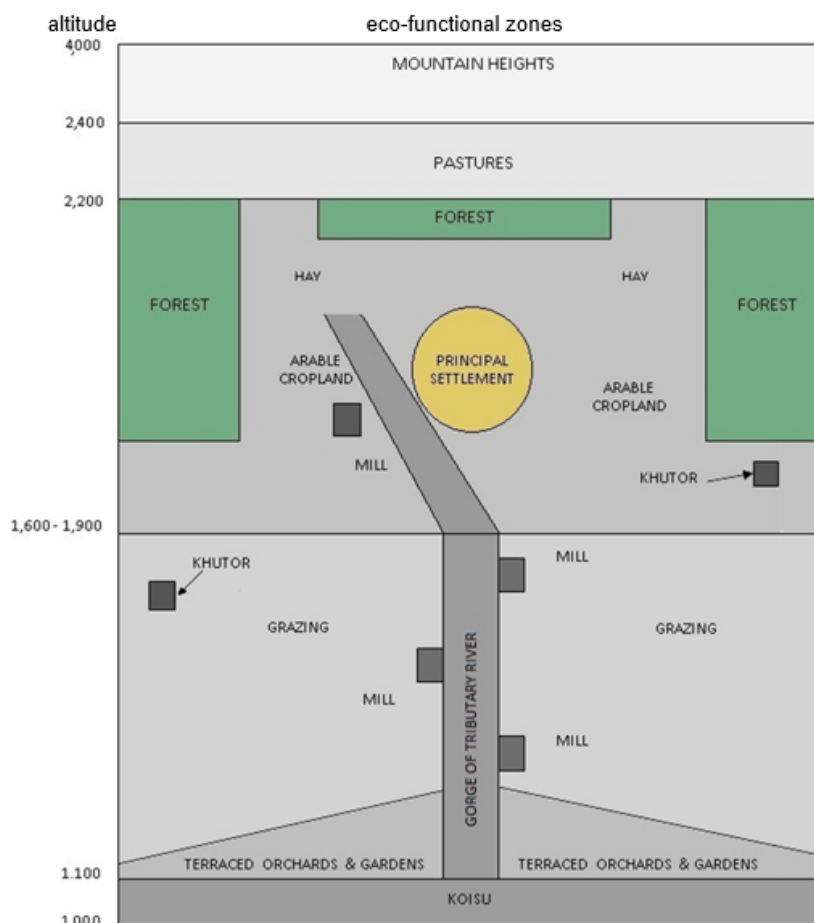 altitude
eco-functional zones
4,000
MOUNTAIN HEIGHTS
2,400
PASTURES
2,200
FOREST
HAY
HAY
FOREST
FOREST
PRINCIPAL
SETTLEMENT
ARABLE
CROPLAND
ARABLE
CROPLAND
MILL
KHUTOR
1,600 - 1,900
MILL
KHUTOR
GRAZING
GRAZING
GORGE OF TRIBUTARY RIVER
MILL
MILL
TERRACED ORCHARDS & GARDENS
TERRACED ORCHARDS & GARDENS
1.100
KOISU
1.000